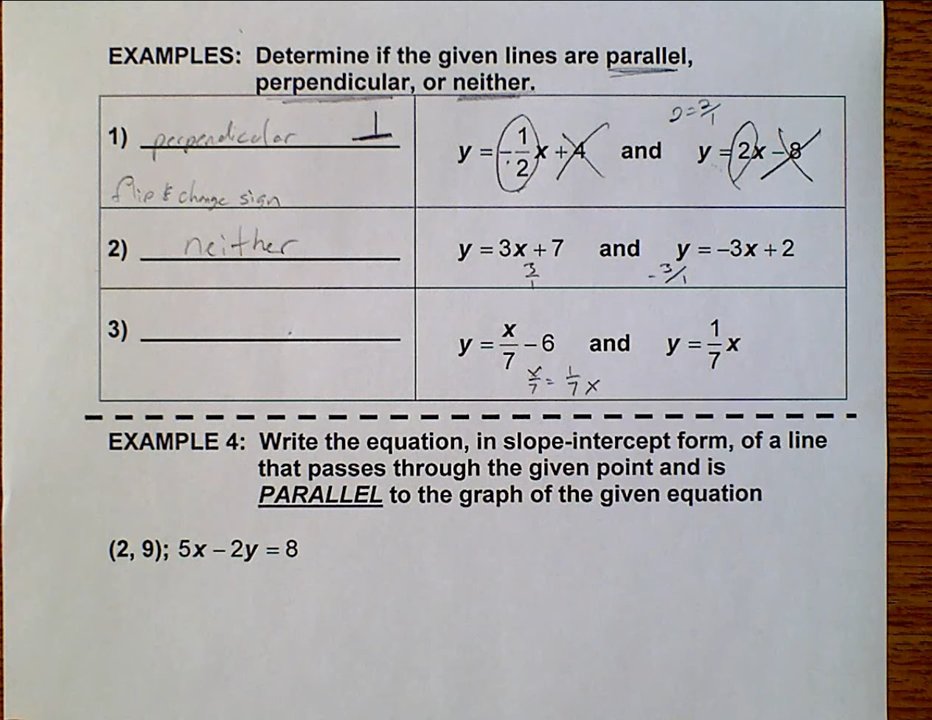 EXAMPLES: Determine if the given lines are parallel,
perpendicular, or neither.
1) perpendicular ⊥
flip & change sign
2 = 2/1
y = -1/2 x + 4 and y = 2x - 8
2) neither
y = 3x + 7 and y = -3x + 2
3/1 -3/1
3)
y = x/7 - 6 and y = 1/7 x
x/7 = 1/7 x
EXAMPLE 4: Write the equation, in slope-intercept form, of a line
that passes through the given point and is
PARALLEL to the graph of the given equation
(2, 9); 5x - 2y = 8